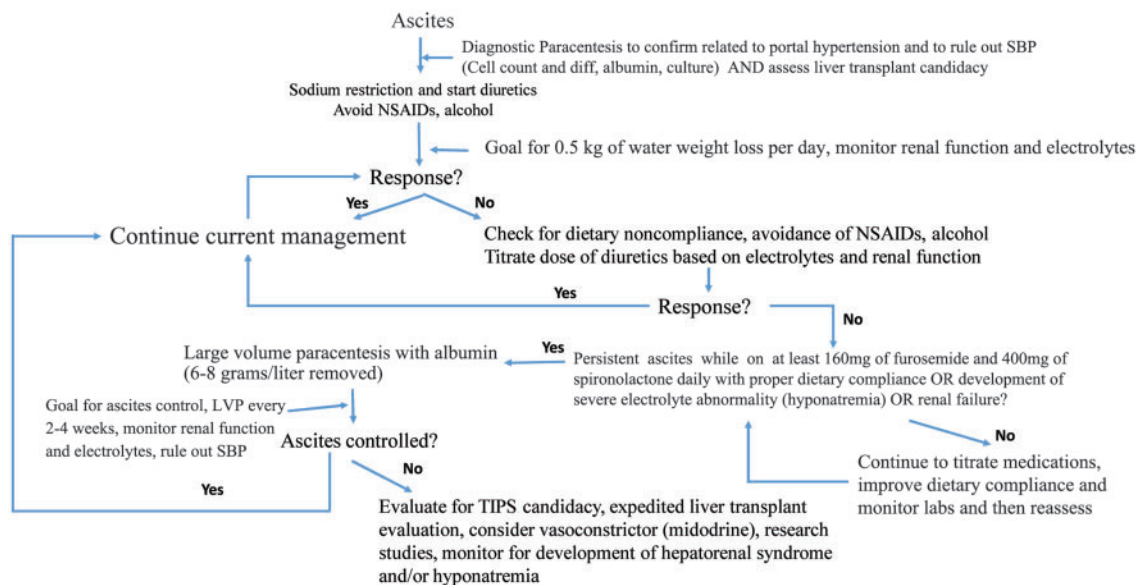 Ascites
Diagnostic Paracentesis to confirm related to portal hypertension and to rule out SBP
(Cell count and diff, albumin, culture) AND assess liver transplant candidacy
Sodium restriction and start diuretics
Avoid NSAIDs, alcohol
Goal for 0.5 kg of water weight loss per day, monitor renal function and electrolytes
Response?
Yes
No
Continue current management
Check for dietary noncompliance, avoidance of NSAIDs, alcohol
Titrate dose of diuretics based on electrolytes and renal function
Yes
Response?
No
Large volume paracentesis with albumin
(6-8 grams/liter removed)
Yes
Persistent ascites while on at least 160mg of furosemide and 400mg of
spironolactone daily with proper dietary compliance OR development of
severe electrolyte abnormality (hyponatremia) OR renal failure?
Goal for ascites control, LVP every
2-4 weeks, monitor renal function
and electrolytes, rule out SBP
Ascites controlled?
No
Continue to titrate medications,
improve dietary compliance and
monitor labs and then reassess
Yes
No
Evaluate for TIPS candidacy, expedited liver transplant
evaluation, consider vasoconstrictor (midodrine), research
studies, monitor for development of hepatorenal syndrome
and/or hyponatremia